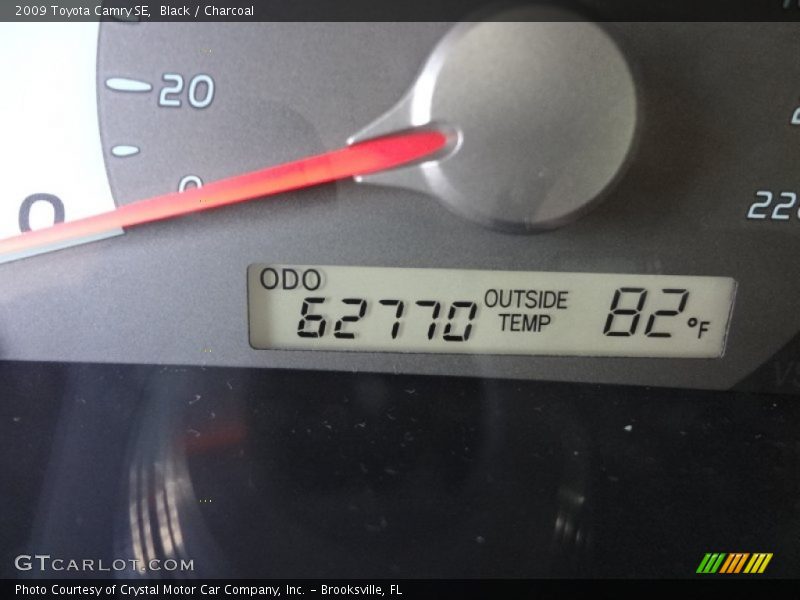 2009 Toyota Camry SE, Black / Charcoal
20
0
0
ODO
62770
OUTSIDE
TEMP
82°F
GTCARLOT.COM
Photo Courtesy of Crystal Motor Car Company, Inc. – Brooksville, FL